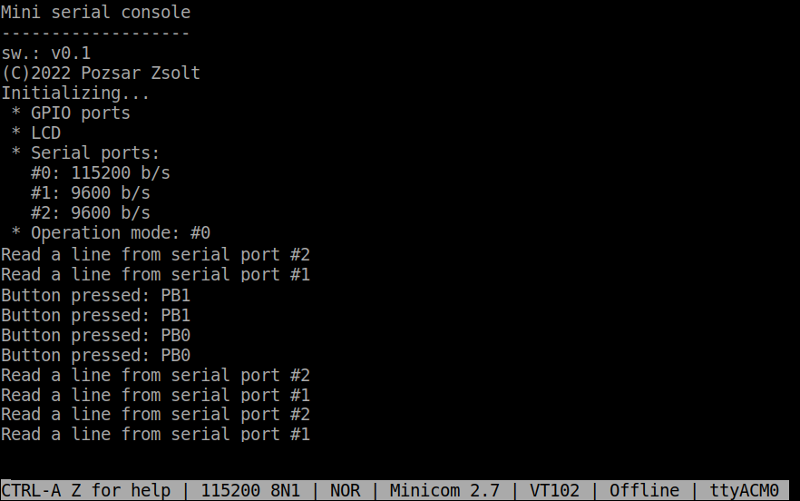 Mini serial console
-------------------
sw.: v0.1
(C)2022 Pozsar Zsolt
Initializing...
 * GPIO ports
 * LCD
 * Serial ports:
   #0: 115200 b/s
   #1: 9600 b/s
   #2: 9600 b/s
 * Operation mode: #0
Read a line from serial port #2
Read a line from serial port #1
Button pressed: PB1
Button pressed: PB1
Button pressed: PB0
Button pressed: PB0
Read a line from serial port #2
Read a line from serial port #1
Read a line from serial port #2
Read a line from serial port #1
CTRL-A Z for help | 115200 8N1 | NOR | Minicom 2.7 | VT102 | Offline | ttyACM0